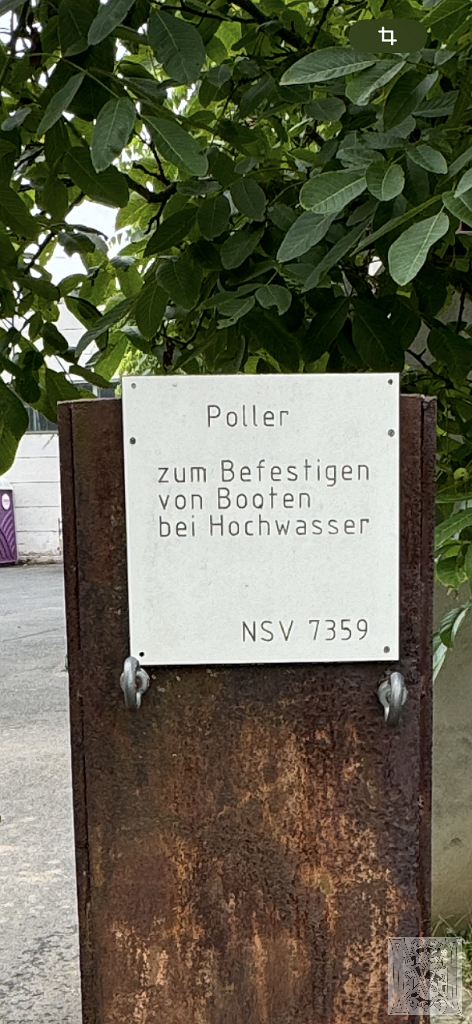 Poller
zum Befestigen
von Booten
bei Hochwasser
NSV 7359